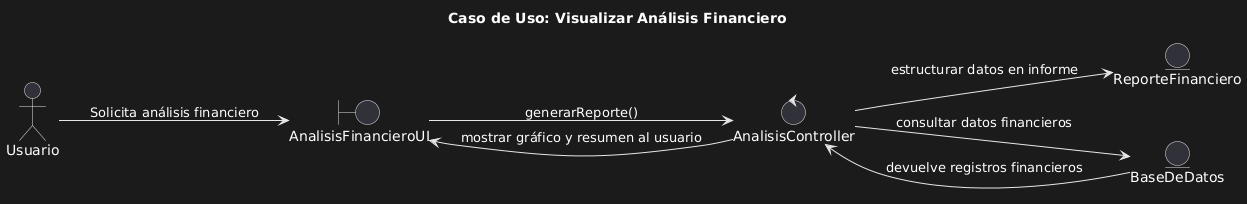 Caso de Uso: Visualizar Análisis Financiero
Usuario
Solicita análisis financiero
AnalisisFinancieroUI
generarReporte()
mostrar gráfico y resumen al usuario
AnalisisController
estructurar datos en informe
consultar datos financieros
devuelve registros financieros
ReporteFinanciero
BaseDeDatos